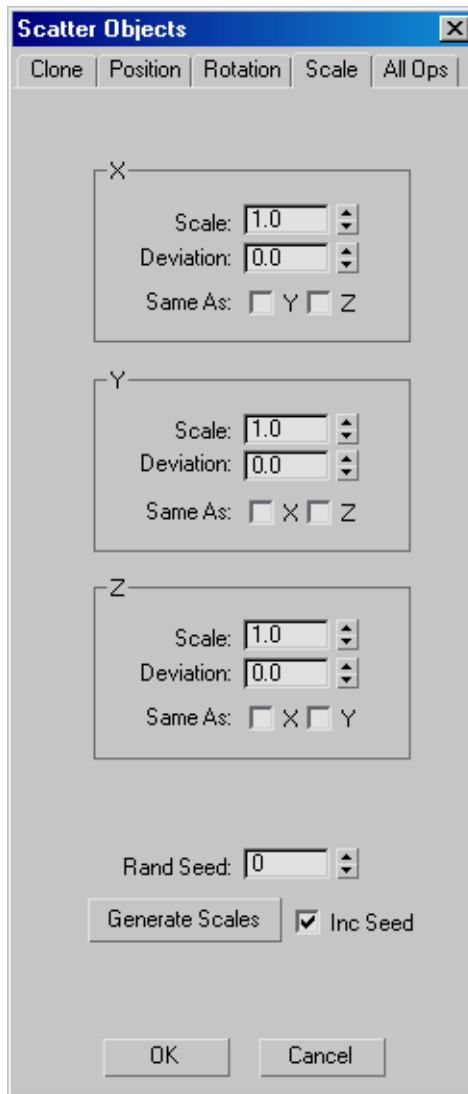 Scatter Objects
Clone Position Rotation Scale All Ops
X
Scale: 1.0
Deviation: 0.0
Same As: Y Z
Y
Scale: 1.0
Deviation: 0.0
Same As: X Z
Z
Scale: 1.0
Deviation: 0.0
Same As: X Y
Rand Seed: 0
Generate Scales Inc Seed
OK Cancel